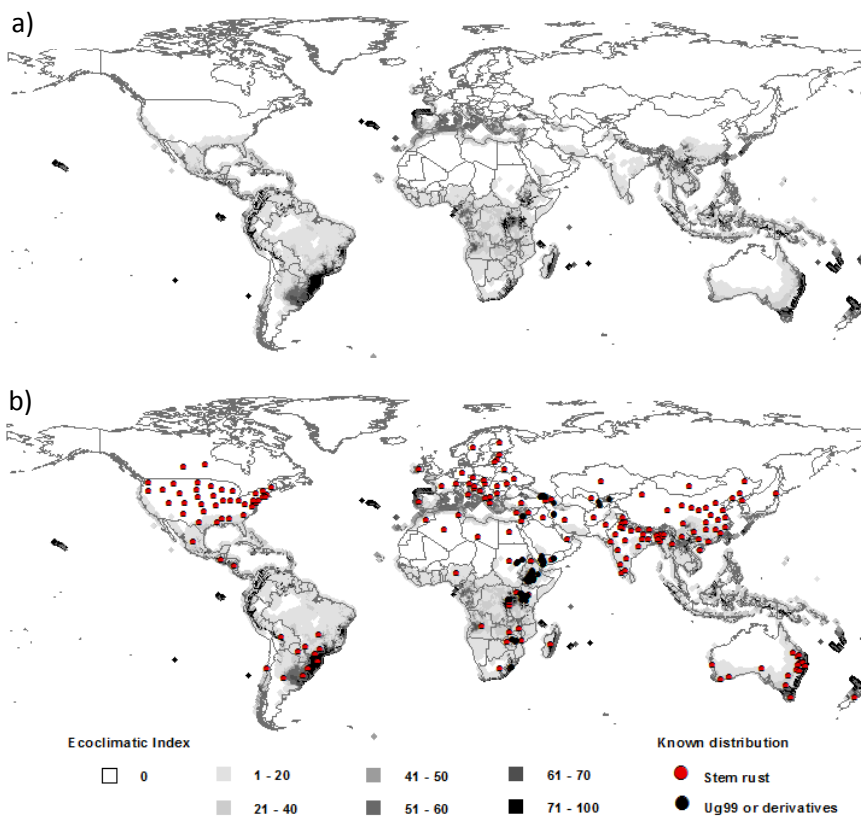 a)
b)
Ecoclimatic Index
Known distribution
0
1 - 20
41 - 50
61 - 70
Stem rust
21 - 40
51 - 60
71 - 100
Ug99 or derivatives